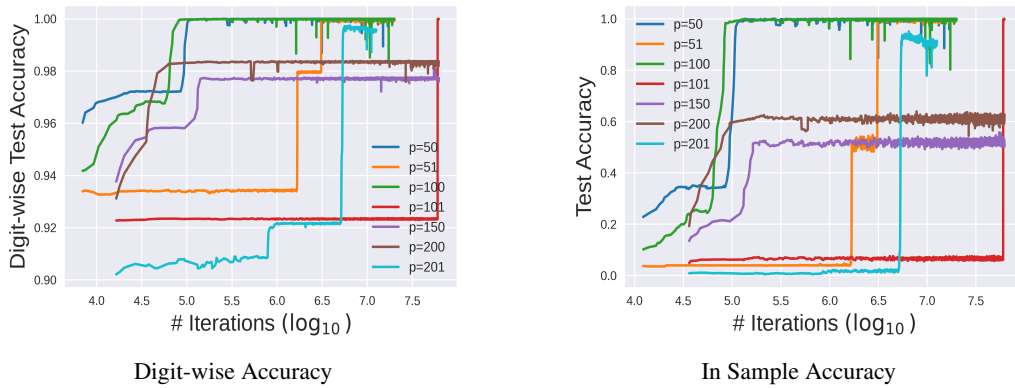 Digit-wise Test Accuracy
1.00
0.98
0.96
0.94
0.92
0.90
p=50
p=51
p=100
p=101
p=150
p=200
p=201
4.0 4.5 5.0 5.5 6.0 6.5 7.0 7.5
# Iterations (log10)
Digit-wise Accuracy
Test Accuracy
1.0
0.8
0.6
0.4
0.2
0.0
p=50
p=51
p=100
p=101
p=150
p=200
p=201
4.0 4.5 5.0 5.5 6.0 6.5 7.0 7.5
# Iterations (log10)
In Sample Accuracy